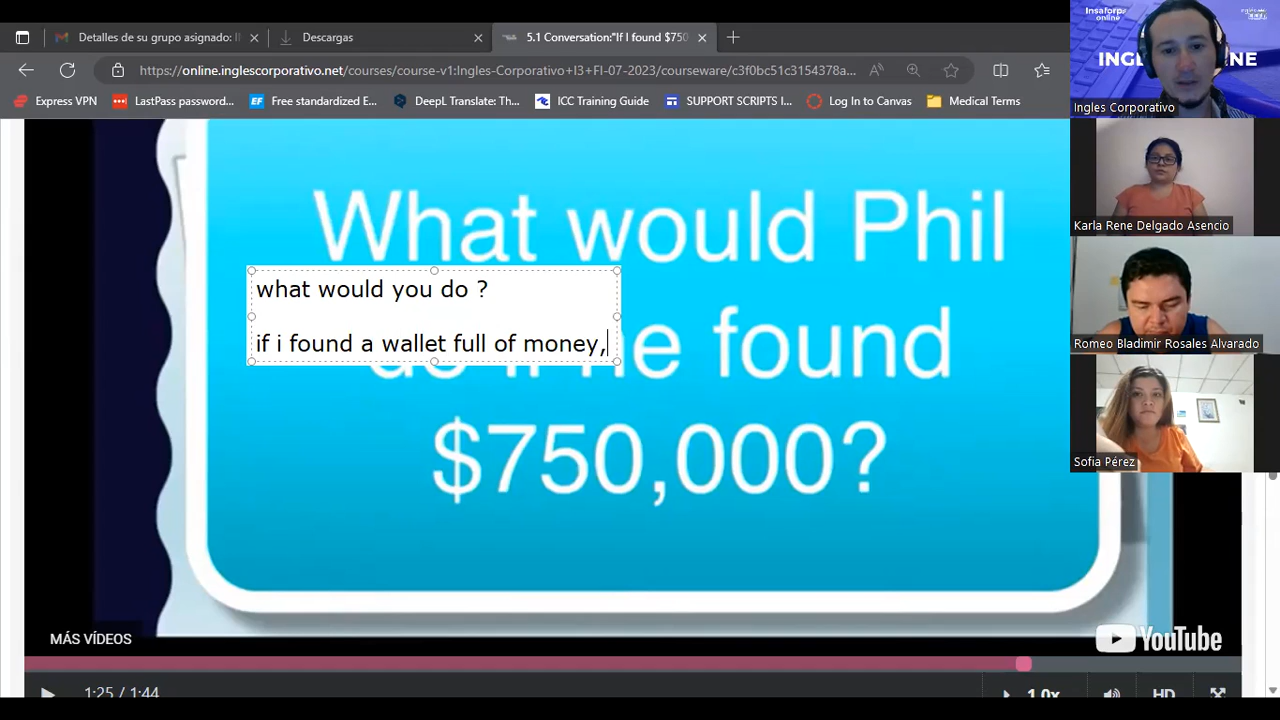 Detalles de su grupo asignado: I
Descargas
5.1 Conversation:"If I found $750
https://online.inglescorporativo.net/courses/course-v1:Ingles-Corporativo+I3+FI-07-2023/courseware/c3f0bc51c3154378a...
Express VPN
LastPass password...
Free standardized E...
DeepL Translate: Th...
ICC Training Guide
SUPPORT SCRIPTS I...
Log In to Canvas
Medical Terms
What would Phil
what would you do ?
if i found a wallet full of money,
he found
$750,000?
MÁS VÍDEOS
YouTube
1:25 / 1:44
1.0x
HD
Insaforp
online
Ingles Corporativo
Karla Rene Delgado Asencio
Romeo Bladimir Rosales Alvarado
Sofia Pérez